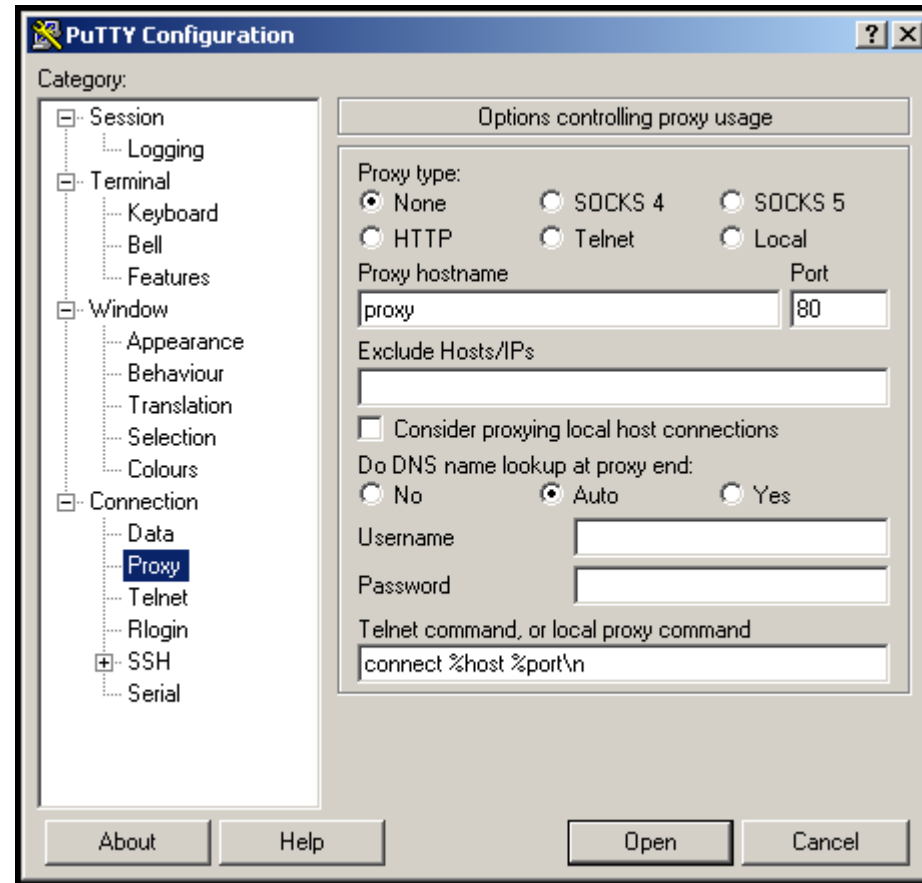 PuTTY Configuration
Category:
Session
Logging
Terminal
Keyboard
Bell
Features
Window
Appearance
Behaviour
Translation
Selection
Colours
Connection
Data
Proxy
Telnet
Rlogin
SSH
Serial
Options controlling proxy usage
Proxy type:
None SOCKS 4 SOCKS 5
HTTP Telnet Local
Proxy hostname Port
proxy 80
Exclude Hosts/IPs
Consider proxying local host connections
Do DNS name lookup at proxy end:
No Auto Yes
Username
Password
Telnet command, or local proxy command
connect %host %port\n
About Help Open Cancel